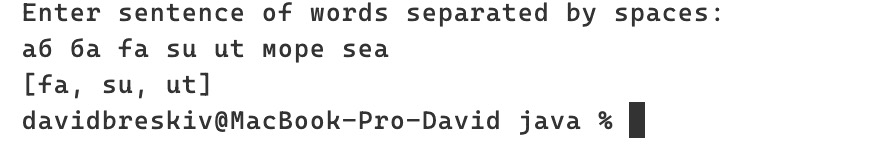 Enter sentence of words separated by spaces:
аб ба fa su ut море sea
[fa, su, ut]
davidbreskiv@MacBook-Pro-David java %